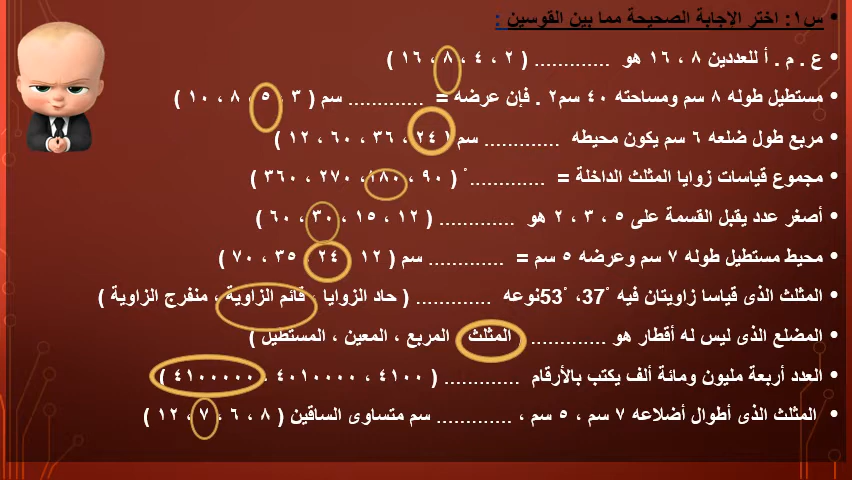 • س١: اختر الإجابة الصحيحة مما بين القوسين :
• ع . م . أ للعددين ٨ ، ١٦ هو ............. ( ٢ ، ٤ ، ٨ ، ١٦ )
• مستطيل طوله ٨ سم ومساحته ٤٠ سم٢ . فإن عرضه = ............. سم ( ٣ ، ٥ ، ٨ ، ١٠ )
• مربع طول ضلعه ٦ سم يكون محيطه ............. سم ( ٢٤ ، ٣٦ ، ٦٠ ، ١٢ )
• مجموع قياسات زوايا المثلث الداخلة = .............° ( ٩٠ ، ١٨٠ ، ٢٧٠ ، ٣٦٠ )
• أصغر عدد يقبل القسمة على ٥ ، ٣ ، ٢ هو ............. ( ١٢ ، ١٥ ، ٣٠ ، ٦٠ )
• محيط مستطيل طوله ٧ سم وعرضه ٥ سم = ............. سم ( ١٢ ٢٤ ٣٥ ، ٧٠ )
• المثلث الذى قياسا زاويتان فيه °37، °53نوعه ............. ( حاد الزوايا ، قائم الزاوية ، منفرج الزاوية )
• المضلع الذى ليس له أقطار هو ............. ( المثلث المربع ، المعين ، المستطيل )
• العدد أربعة مليون ومائة ألف يكتب بالأرقام ............. ( ٤١٠٠ ، ٤٠١٠٠٠٠ ، ٤١٠٠٠٠٠ )
• المثلث الذى أطوال أضلاعه ٧ سم ، ٥ سم ، ............. سم متساوى الساقين ( ٨ ، ٦ ، ٧ ، ١٢ )